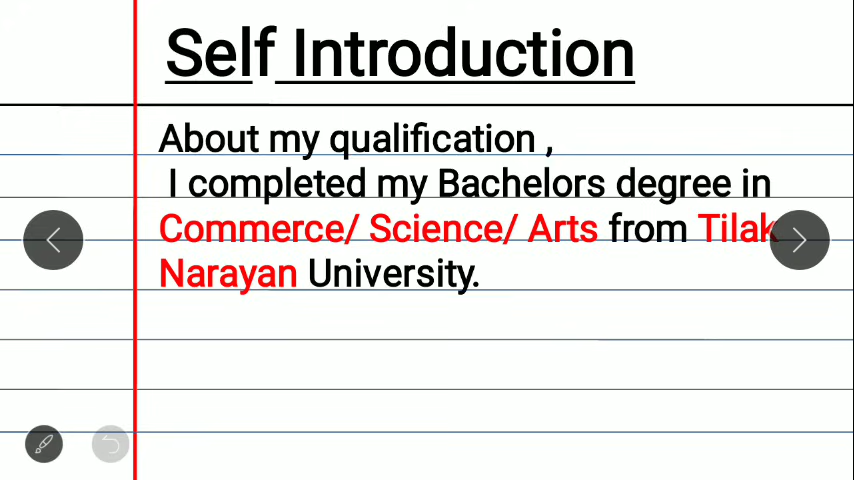 Self Introduction
About my qualification ,
I completed my Bachelors degree in
Commerce/ Science/ Arts from Tilak
Narayan University.